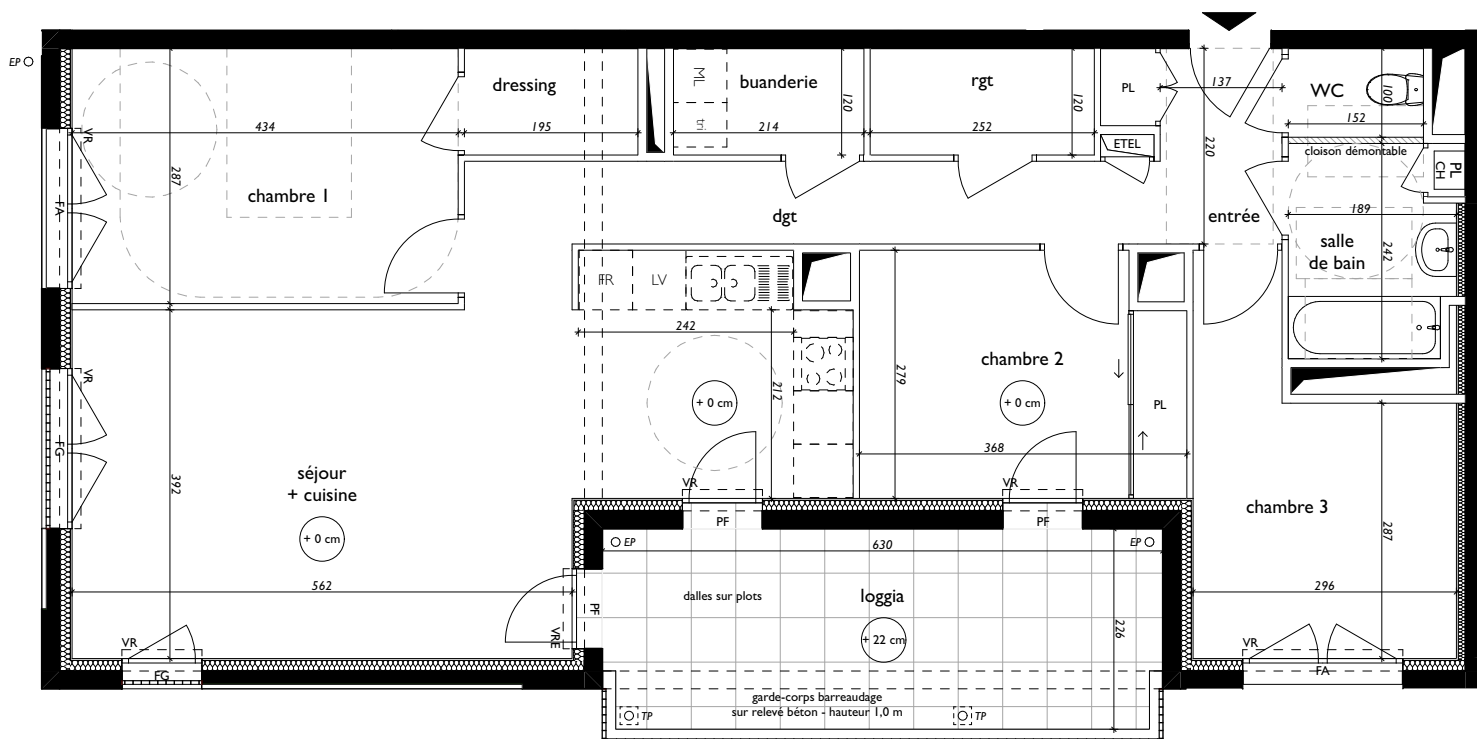 EP
dressing
buanderie
rgt
PL
137
WC
100
ML
tri.
120
120
434
195
214
252
152
VR
ETEL
220
cloison démontable
PL
CH
287
chambre 1
FA
dgt
entrée
189
salle
de bain
242
FR
LV
242
VR
FG
392
séjour
+ cuisine
+ 0 cm
+ 0 cm
212
279
chambre 2
+ 0 cm
PL
368
VR
VR
PF
PF
chambre 3
287
EP
EP
630
562
PF
VRE
dalles sur plots
loggia
+ 22 cm
226
296
VR
FG
VR
FA
garde-corps barreaudage
sur relevé béton - hauteur 1,0 m
TP
TP